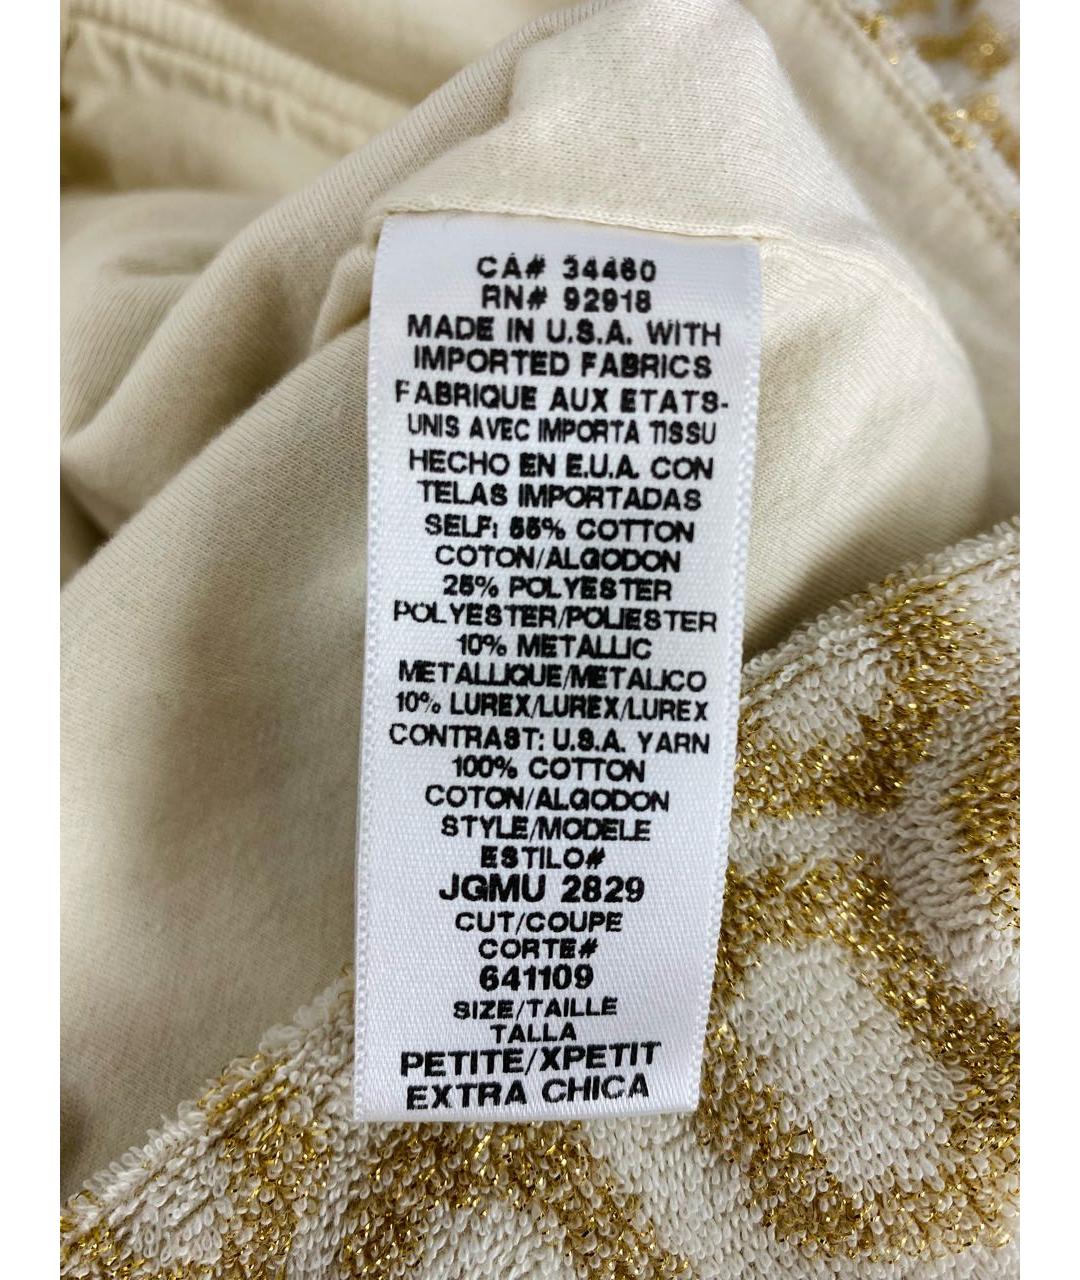 CA# 34460
RN# 92918
MADE IN U.S.A. WITH
IMPORTED FABRICS
FABRIQUE AUX ETATS-
UNIS AVEC IMPORTA TISSU
HECHO EN E.U.A. CON
TELAS IMPORTADAS
SELF: 55% COTTON
COTON/ALGODON
25% POLYESTER
POLYESTER/POLIESTER
10% METALLIC
METALLIQUE/METALICO
10% LUREX/LUREX/LUREX
CONTRAST: U.S.A. YARN
100% COTTON
COTON/ALGODON
STYLE/MODELE
ESTILO#
JGMU 2829
CUT/COUPE
CORTE#
641109
SIZE/TAILLE
TALLA
PETITE/XPETIT
EXTRA CHICA